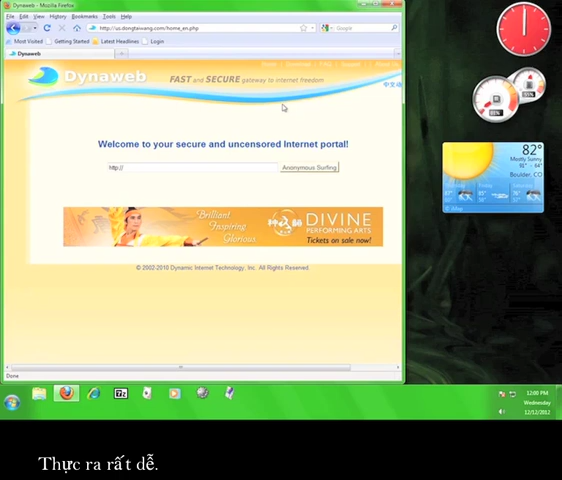 Dynaweb - Mozilla Firefox
File Edit View History Bookmarks Tools Help
http://us.dongtaiwang.com/home_en.php
Google
Most Visited Getting Started Latest Headlines Login
Dynaweb
Dynaweb
FAST and SECURE gateway to internet freedom
Welcome to your secure and uncensored Internet portal!
http://
Anonymous Surfing
Brilliant
Inspiring
Glorious
DIVINE
PERFORMING ARTS
Tickets on sale now!
© 2002-2010 Dynamic Internet Technology, Inc. All Rights Reserved.
Done
82°
Mostly Sunny
91° - 54°
Boulder, CO
12:00 PM
Wednesday
12/12/2012
Thực ra rất dễ.